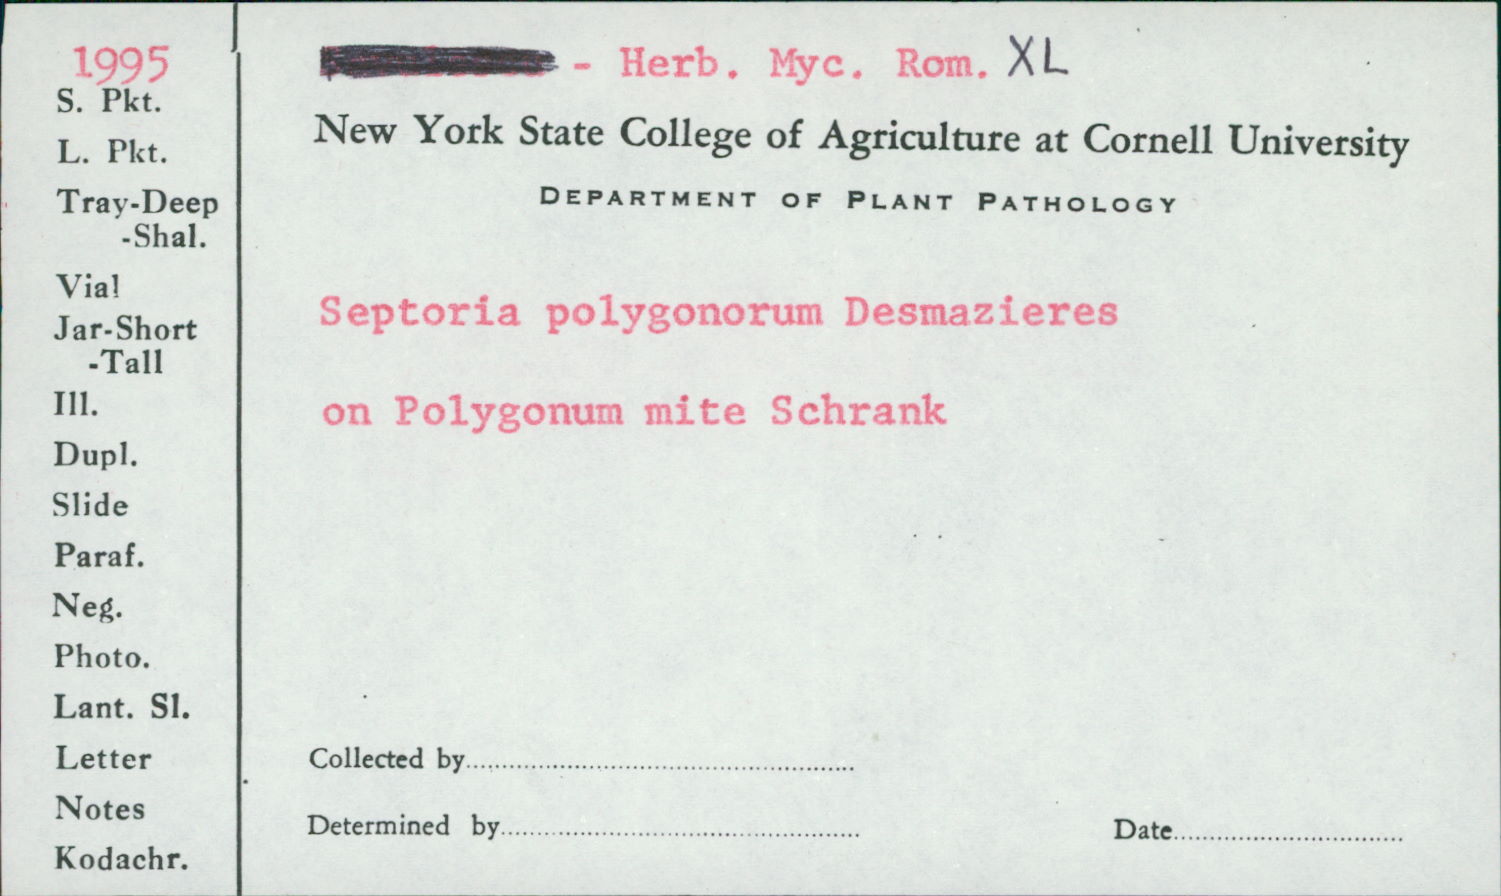 1995
S. Pkt.
L. Pkt.
Tray-Deep
-Shal.
Vial
Jar-Short
-Tall
Ill.
Dupl.
Slide
Paraf.
Neg.
Photo.
Lant. Sl.
Letter
Notes
Kodachr.
- Herb. Myc. Rom. XL
New York State College of Agriculture at Cornell University
DEPARTMENT OF PLANT PATHOLOGY
Septoria polygonorum Desmazieres
on Polygonum mite Schrank
Collected by
Determined by
Date